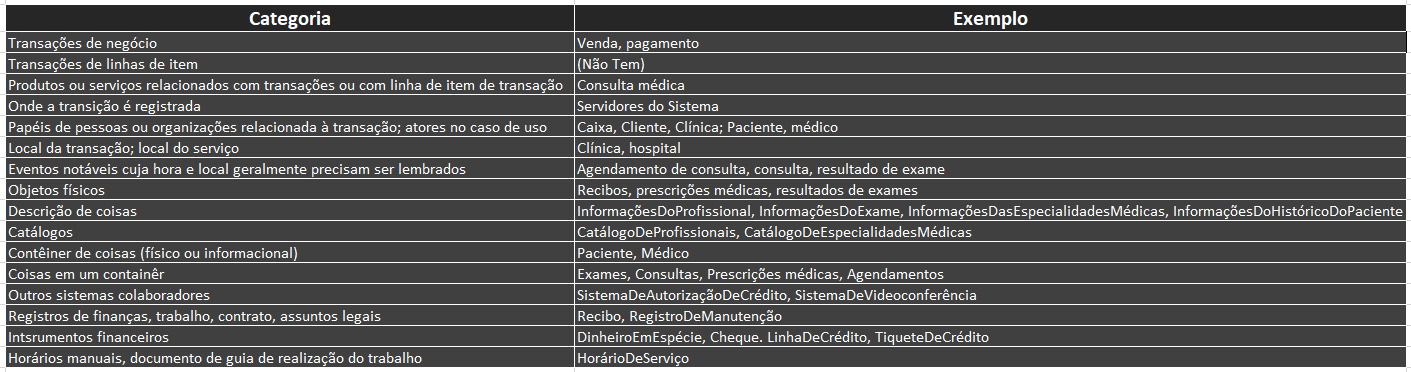 Categoria Exemplo
Transações de negócio Venda, pagamento
Transações de linhas de item (Não Tem)
Produtos ou serviços relacionados com transações ou com linha de item de transação Consulta médica
Onde a transição é registrada Servidores do Sistema
Papéis de pessoas ou organizações relacionada à transação; atores no caso de uso Caixa, Cliente, Clínica; Paciente, médico
Local da transação; local do serviço Clínica, hospital
Eventos notáveis cuja hora e local geralmente precisam ser lembrados Agendamento de consulta, consulta, resultado de exame
Objetos físicos Recibos, prescrições médicas, resultados de exames
Descrição de coisas InformaçõesDoProfissional, InformaçõesDoExame, InformaçõesDasEspecialidadesMédicas, InformaçõesDoHistóricoDoPaciente
Catálogos CatálogoDeProfissionais, CatálogoDeEspecialidadesMédicas
Contêiner de coisas (físico ou informacional) Paciente, Médico
Coisas em um containêr Exames, Consultas, Prescrições médicas, Agendamentos
Outros sistemas colaboradores SistemaDeAutorizaçãoDeCrédito, SistemaDeVideoconferência
Registros de finanças, trabalho, contrato, assuntos legais Recibo, RegistroDeManutenção
Intsrumentos financeiros DinheiroEmEspécie, Cheque. LinhaDeCrédito, TiqueteDeCrédito
Horários manuais, documento de guia de realização do trabalho HorárioDeServiço